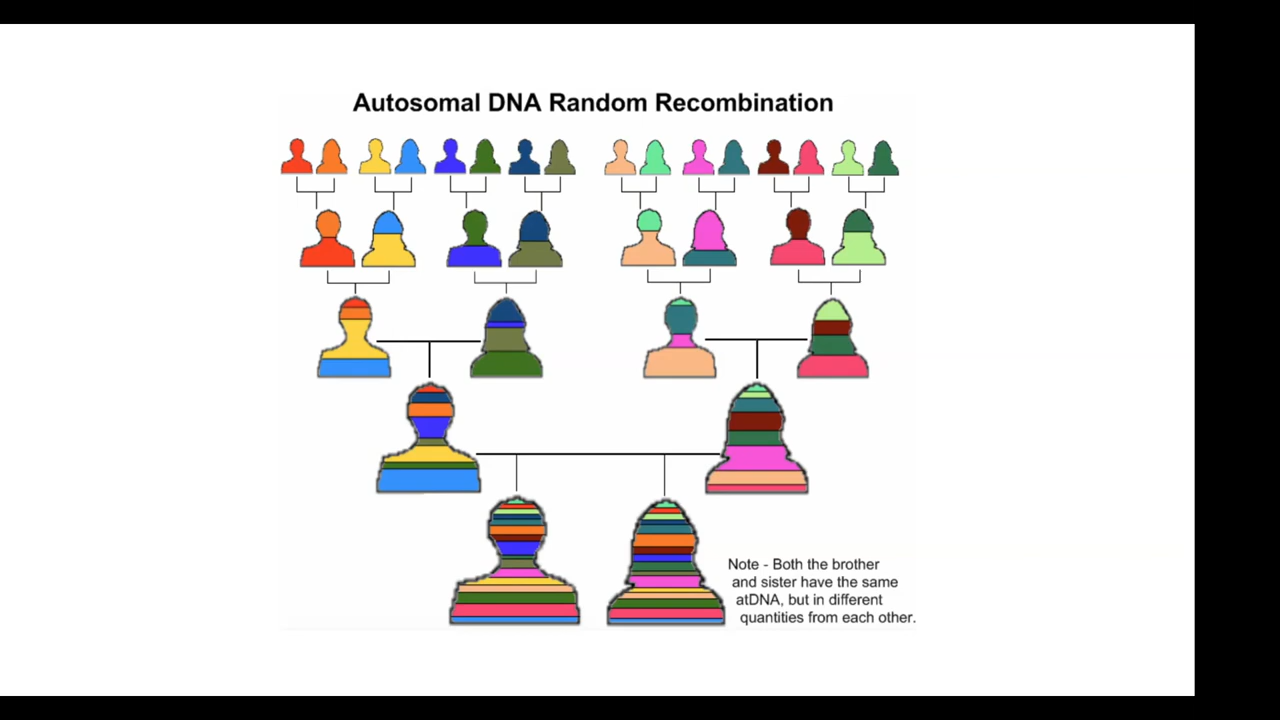 Autosomal DNA Random Recombination
Note - Both the brother
and sister have the same
atDNA, but in different
quantities from each other.